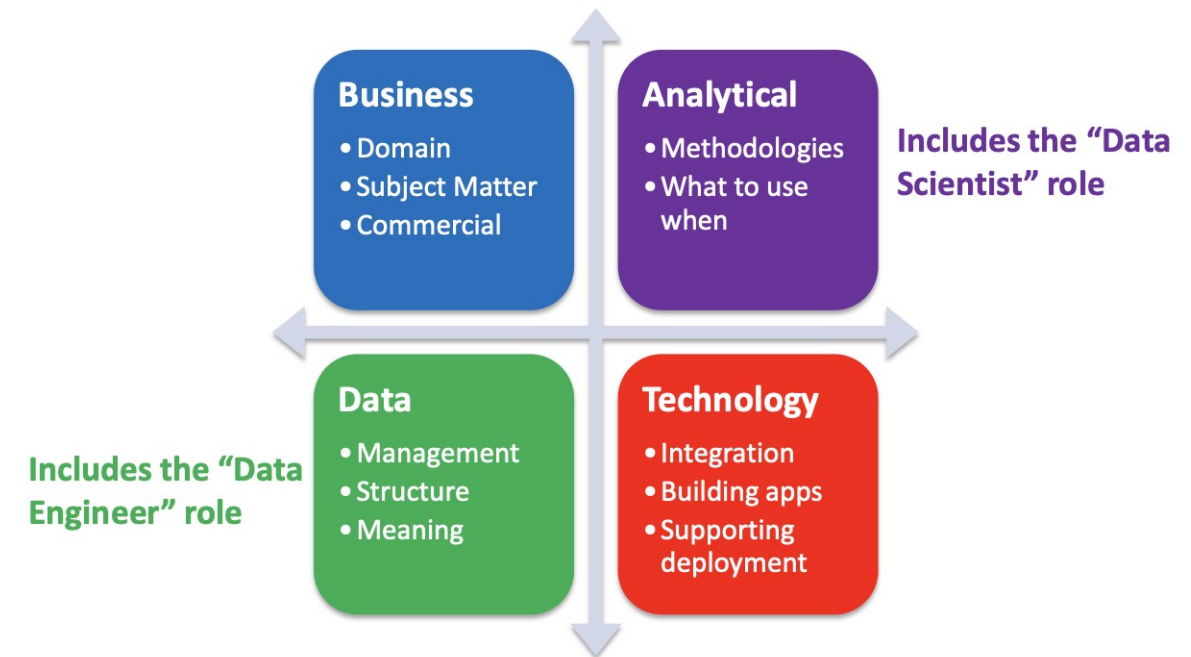 Business
• Domain
• Subject Matter
• Commercial
Analytical
• Methodologies
• What to use
when
Includes the “Data
Scientist” role
Data
• Management
• Structure
• Meaning
Includes the “Data
Engineer” role
Technology
• Integration
• Building apps
• Supporting
deployment